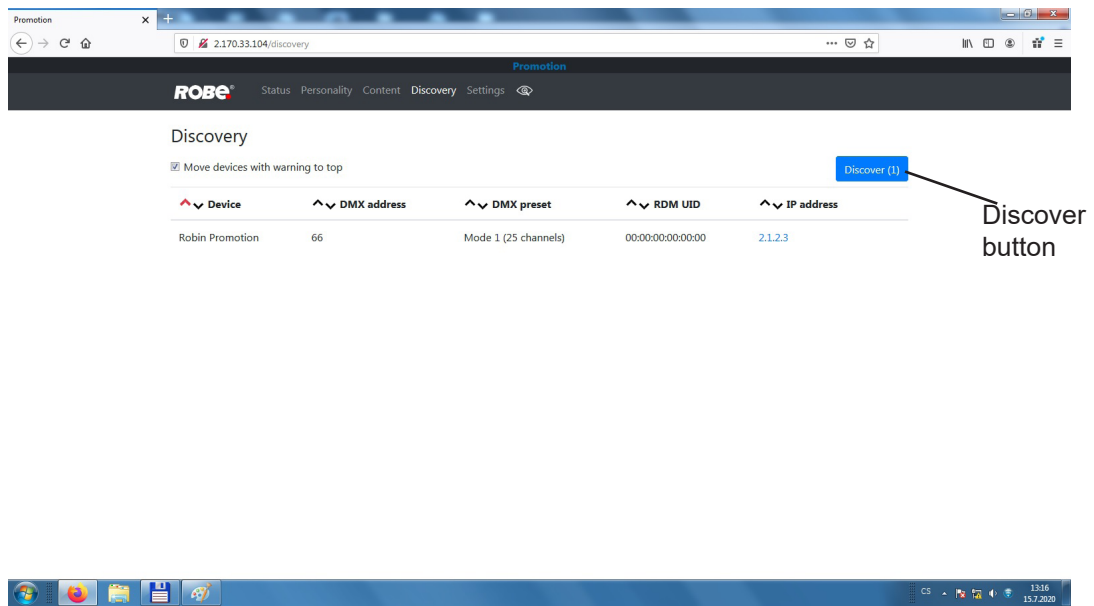 Promotion
2.170.33.104/discovery
Promotion
ROBE® Status Personality Content Discovery Settings
Discovery
Move devices with warning to top
Discover (1)
Device DMX address DMX preset RDM UID IP address
Robin Promotion 66 Mode 1 (25 channels) 00:00:00:00:00:00 2.1.2.3
Discover
button
CS 13:16
15.7.2020